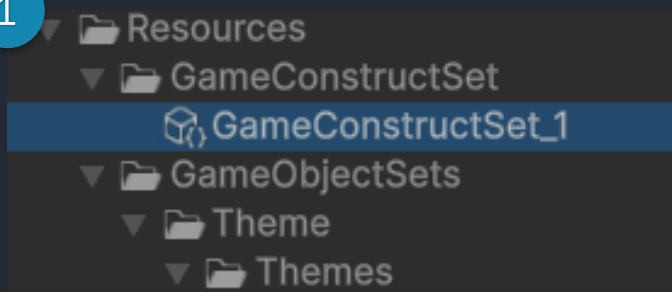 1
Resources
GameConstructSet
GameConstructSet_1
GameObjectSets
Theme
Themes